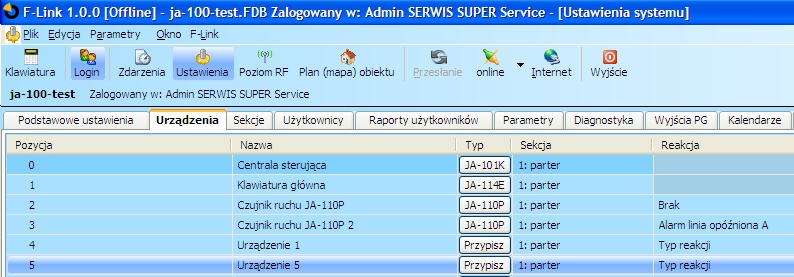 F-Link 1.0.0 [Offline] - ja-100-test.FDB Zalogowany w: Admin SERWIS SUPER Service - [Ustawienia systemu]
Plik Edycja Parametry Okno F-Link
Klawiatura Login Zdarzenia Ustawienia Poziom RF Plan (mapa) obiektu Przesłanie online Internet Wyjście
ja-100-test Zalogowany w: Admin SERWIS SUPER Service
Podstawowe ustawienia Urządzenia Sekcje Użytkownicy Raporty użytkowników Parametry Diagnostyka Wyjścia PG Kalendarze
Pozycja Nazwa Typ Sekcja Reakcja
0 Centrala sterująca JA-101K 1: parter
1 Klawiatura główna JA-114E 1: parter
2 Czujnik ruchu JA-110P JA-110P 1: parter Brak
3 Czujnik ruchu JA-110P 2 JA-110P 1: parter Alarm linia opóźniona A
4 Urządzenie 1 Przypisz 1: parter Typ reakcji
5 Urządzenie 5 Przypisz 1: parter Typ reakcji